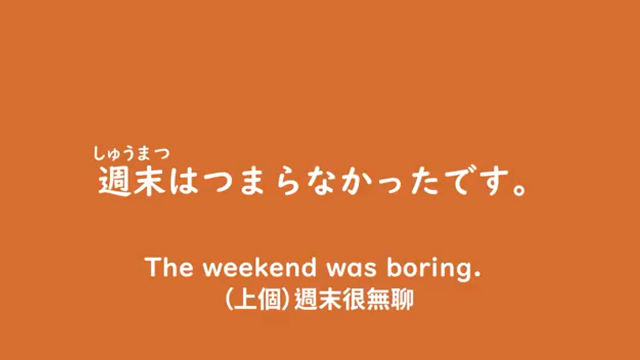 しゅうまつ
週末はつまらなかったです。
The weekend was boring.
(上個)週末很無聊